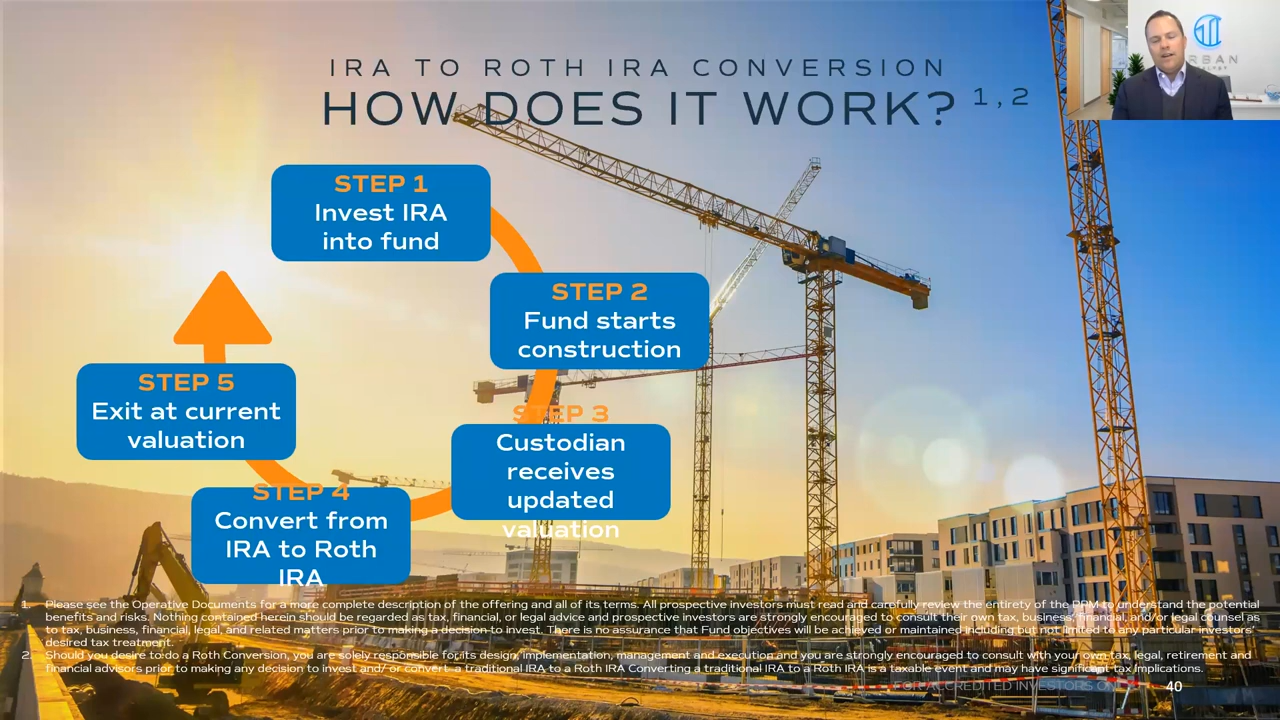 IRA TO ROTH IRA CONVERSION
HOW DOES IT WORK? 1,2
STEP 1
Invest IRA
into fund
STEP 2
Fund starts
construction
STEP 3
Custodian
receives
updated
valuation
STEP 4
Convert from
IRA to Roth
IRA
STEP 5
Exit at current
valuation
1. Please see the Operative Documents for a more complete description of the offering and all of its terms. All prospective investors must read and carefully review the entirety of the PPM to understand the potential
benefits and risks. Nothing contained herein should be regarded as tax, financial, or legal advice and prospective investors are strongly encouraged to consult their own tax, business, financial, and/or legal counsel as
to tax, business, financial, legal, and related matters prior to making a decision to invest. There is no assurance that Fund objectives will be achieved or maintained including but not limited to any particular investors'
desired tax treatment.
2. Should you desire to do a Roth Conversion, you are solely responsible for its design, implementation, management and execution and you are strongly encouraged to consult with your own tax, legal, retirement and
financial advisors prior to making any decision to invest and/ or convert a traditional IRA to a Roth IRA Converting a traditional IRA to a Roth IRA is a taxable event and may have significant tax implications.
FOR ACCREDITED INVESTORS
40